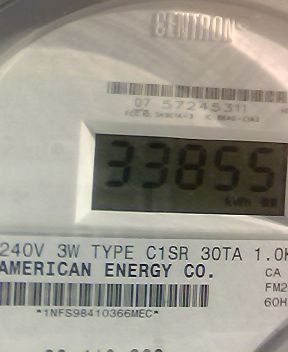 CENTRON
07 57245311
33855
kWh
240V 3W TYPE C1SR 30TA 1.0K
AMERICAN ENERGY CO.
CA
FM2
60H
*1NFS98410366MEC*